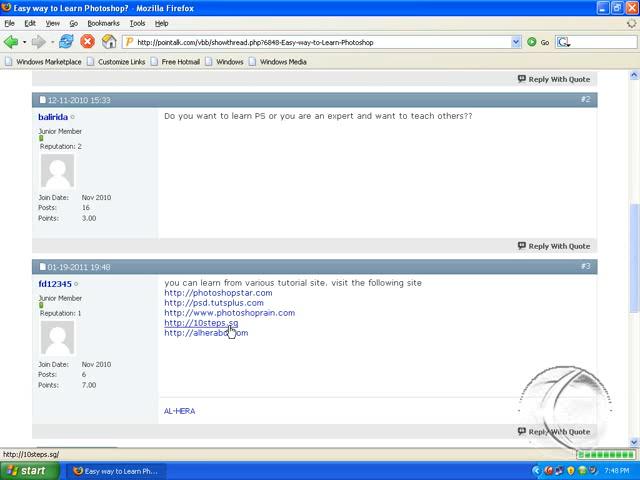 Easy way to Learn Photoshop? - Mozilla Firefox
File Edit View Go Bookmarks Tools Help
http://pointalk.com/vbb/showthread.php?6848-Easy-way-to-Learn-Photoshop
Go
Windows Marketplace Customize Links Free Hotmail Windows Windows Media
Reply With Quote
12-11-2010 15:33 #2
balirida
Do you want to learn PS or you are an expert and want to teach others??
Junior Member
Reputation: 2
Join Date: Nov 2010
Posts: 16
Points: 3.00
Reply With Quote
01-19-2011 19:48 #3
fd12345
you can learn from various tutorial site. visit the following site
http://photoshopstar.com
http://psd.tutsplus.com
http://www.photoshoprain.com
http://10steps.sg
Junior Member
Reputation: 1
Join Date: Nov 2010
Posts: 6
Points: 7.00
AL-HERA
Reply With Quote
http://10steps.sg/
start Easy way to Learn Ph... 7:48 PM